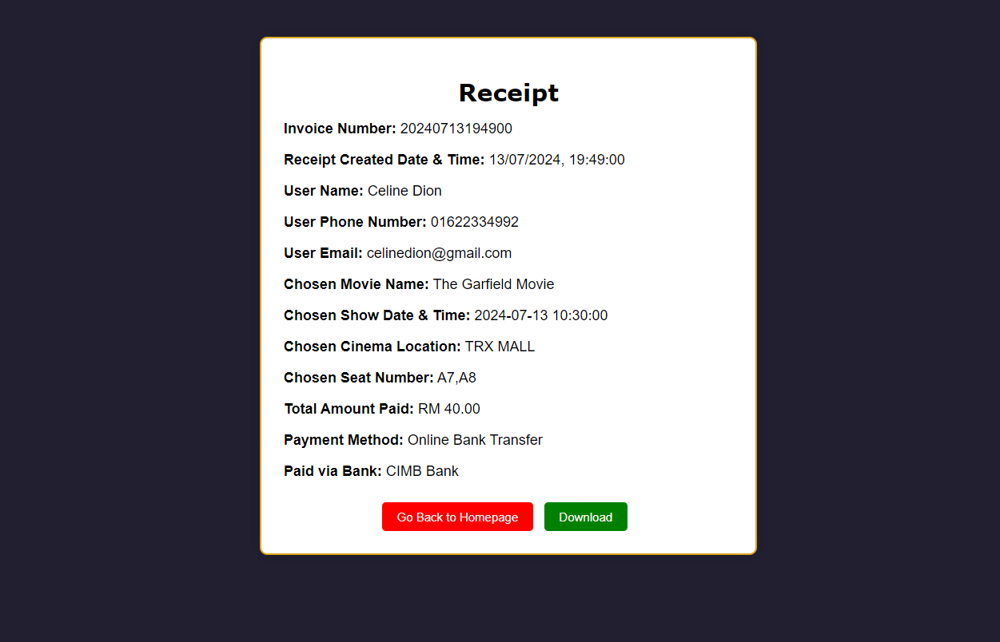 Receipt
Invoice Number: 20240713194900
Receipt Created Date & Time: 13/07/2024, 19:49:00
User Name: Celine Dion
User Phone Number: 01622334992
User Email: celinedion@gmail.com
Chosen Movie Name: The Garfield Movie
Chosen Show Date & Time: 2024-07-13 10:30:00
Chosen Cinema Location: TRX MALL
Chosen Seat Number: A7,A8
Total Amount Paid: RM 40.00
Payment Method: Online Bank Transfer
Paid via Bank: CIMB Bank
Go Back to Homepage Download